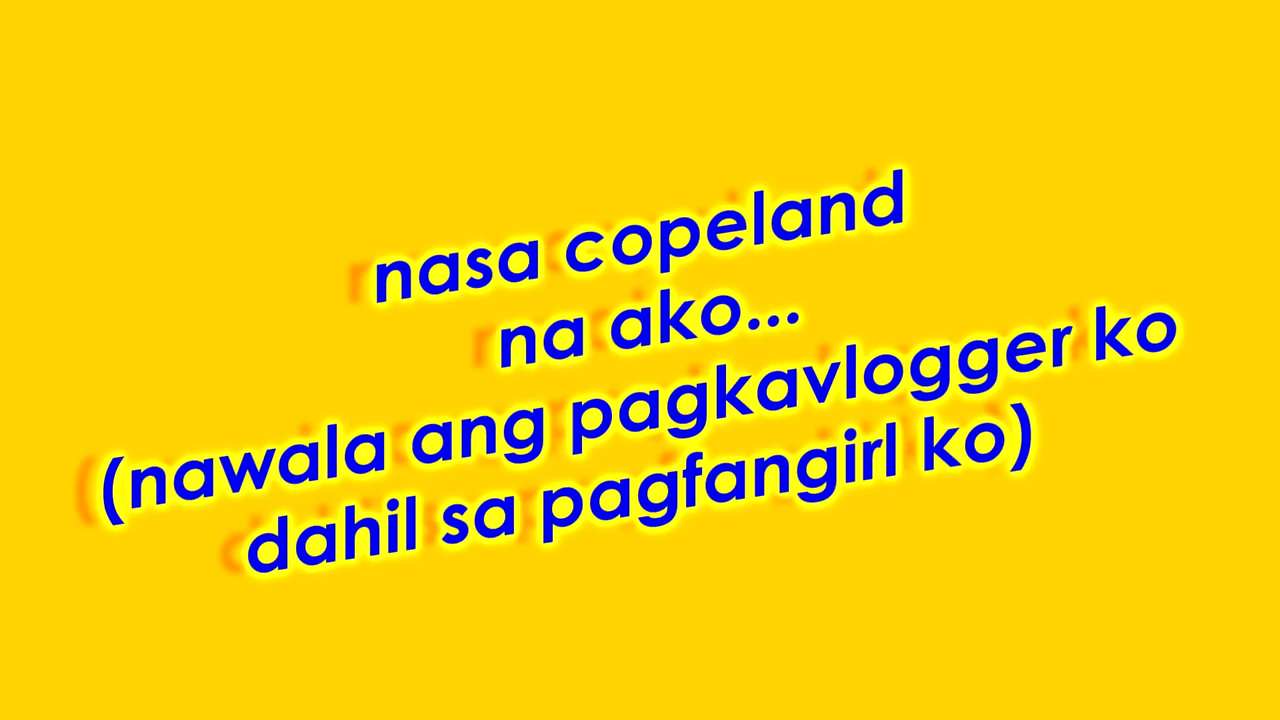 nasa copeland
na ako...
(nawala ang pagkavlogger ko
dahil sa pagfangirl ko)